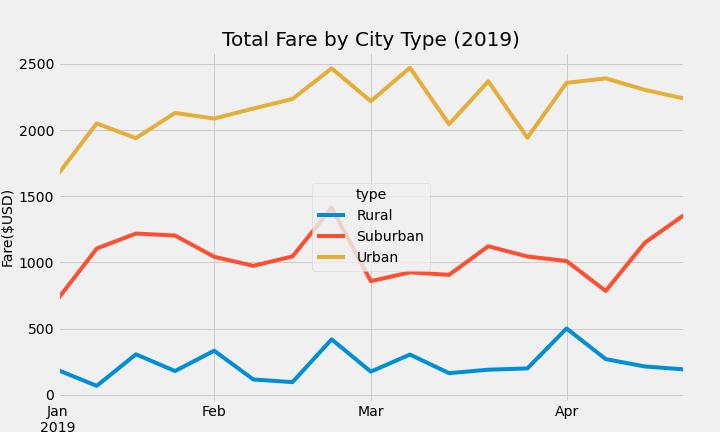 Total Fare by City Type (2019)
Fare($USD)
2500
2000
1500
1000
500
0
type
Rural
Suburban
Urban
Jan Feb Mar Apr
2019